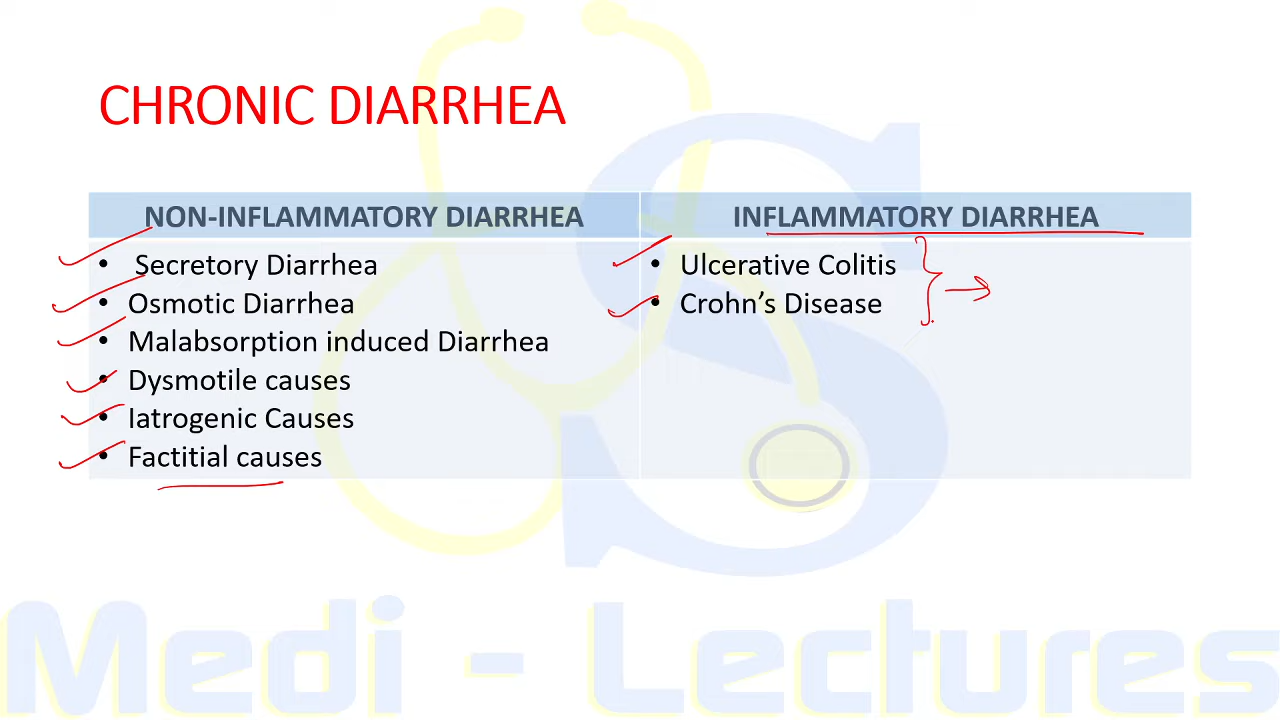 CHRONIC DIARRHEA
NON-INFLAMMATORY DIARRHEA
• Secretory Diarrhea
• Osmotic Diarrhea
• Malabsorption induced Diarrhea
• Dysmotile causes
• Iatrogenic Causes
• Factitial causes
INFLAMMATORY DIARRHEA
• Ulcerative Colitis
• Crohn’s Disease
S
Medi - Lectures